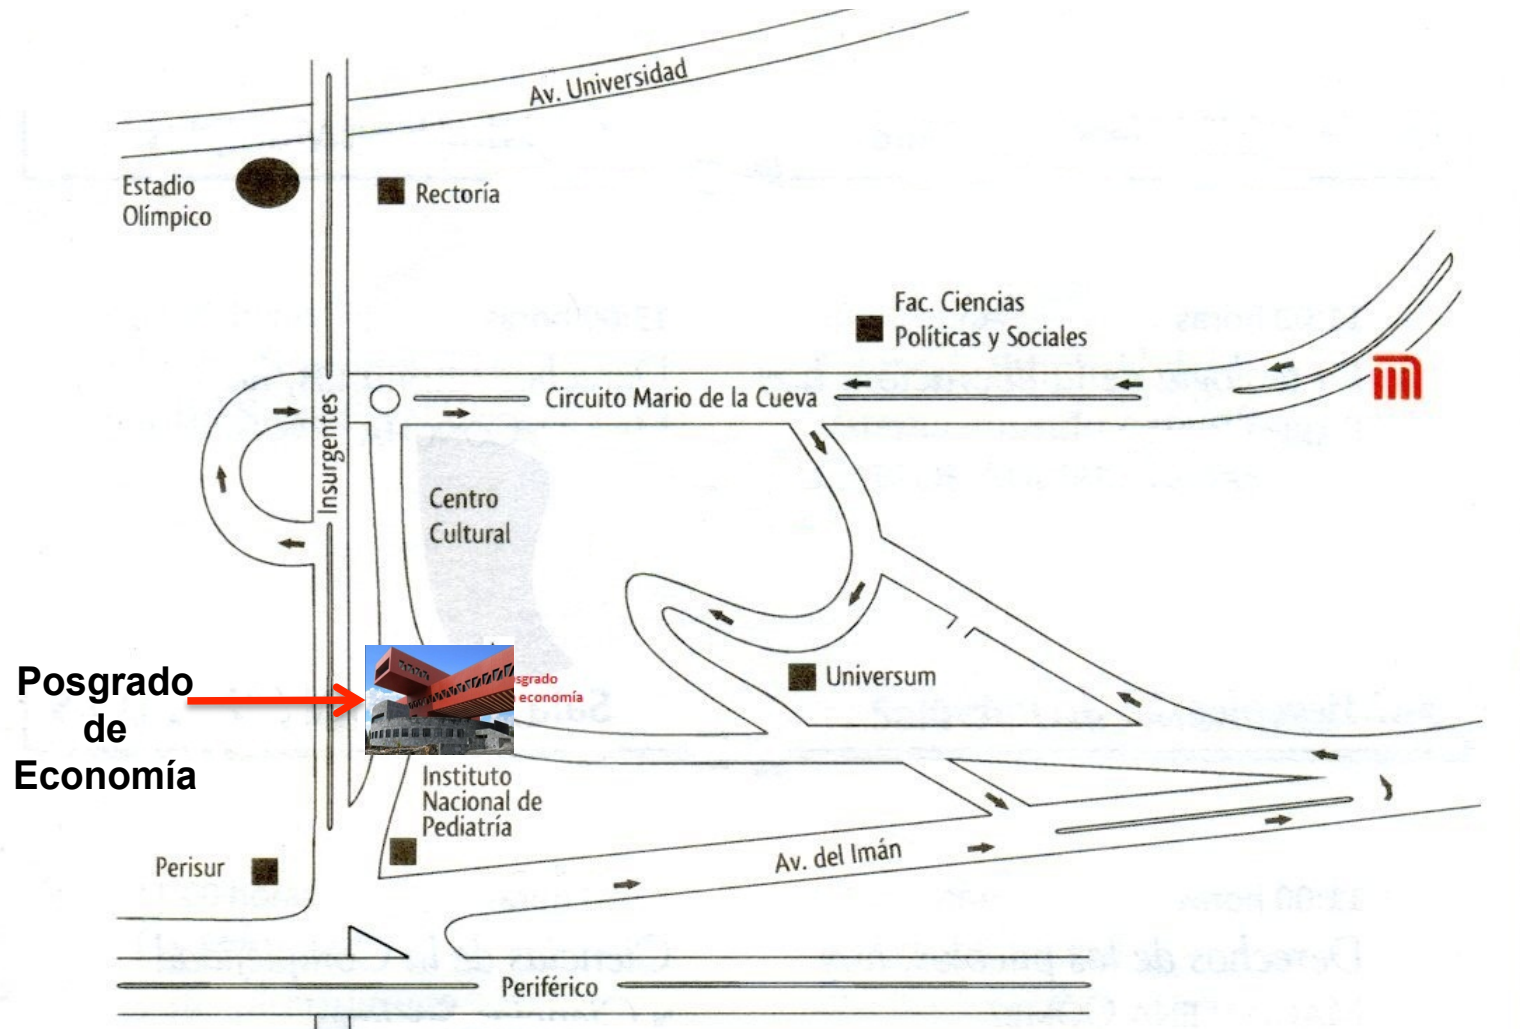 Av. Universidad
Estadio
Olímpico
Rectoría
Fac. Ciencias
Políticas y Sociales
Circuito Mario de la Cueva
Insurgentes
Centro
Cultural
Posgrado
de
Economía
economía
Universum
Instituto
Nacional de
Pediatría
Perisur
Av. del Imán
Periférico